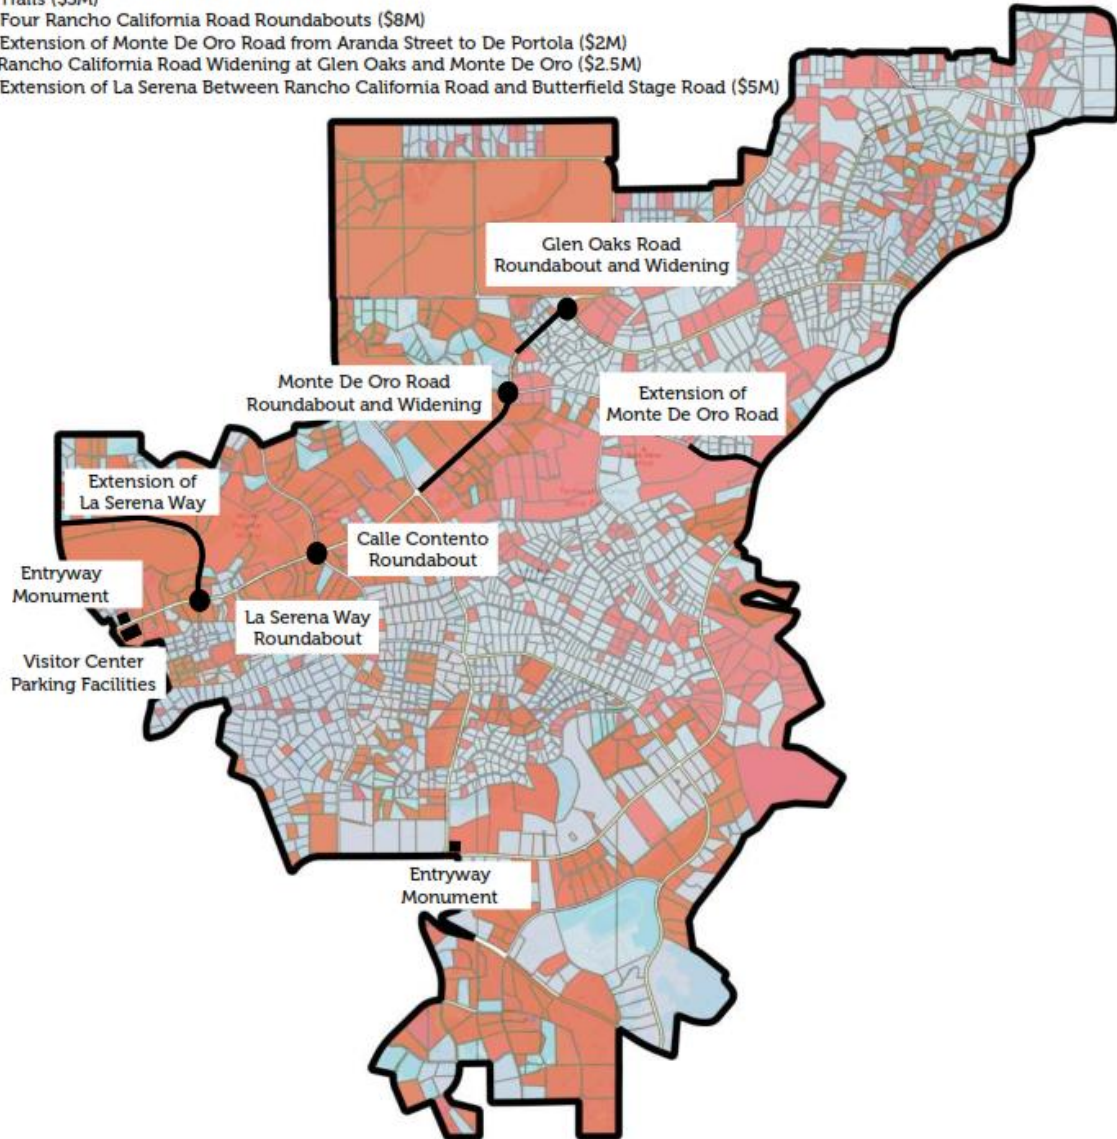 Trails ($3M)
Four Rancho California Road Roundabouts ($8M)
Extension of Monte De Oro Road from Aranda Street to De Portola ($2M)
Rancho California Road Widening at Glen Oaks and Monte De Oro ($2.5M)
Extension of La Serena Between Rancho California Road and Butterfield Stage Road ($5M)
Glen Oaks Road
Roundabout and Widening
Monte De Oro Road
Roundabout and Widening
Extension of
Monte De Oro Road
Extension of
La Serena Way
Calle Contento
Roundabout
Entryway
Monument
La Serena Way
Roundabout
Visitor Center
Parking Facilities
Entryway
Monument